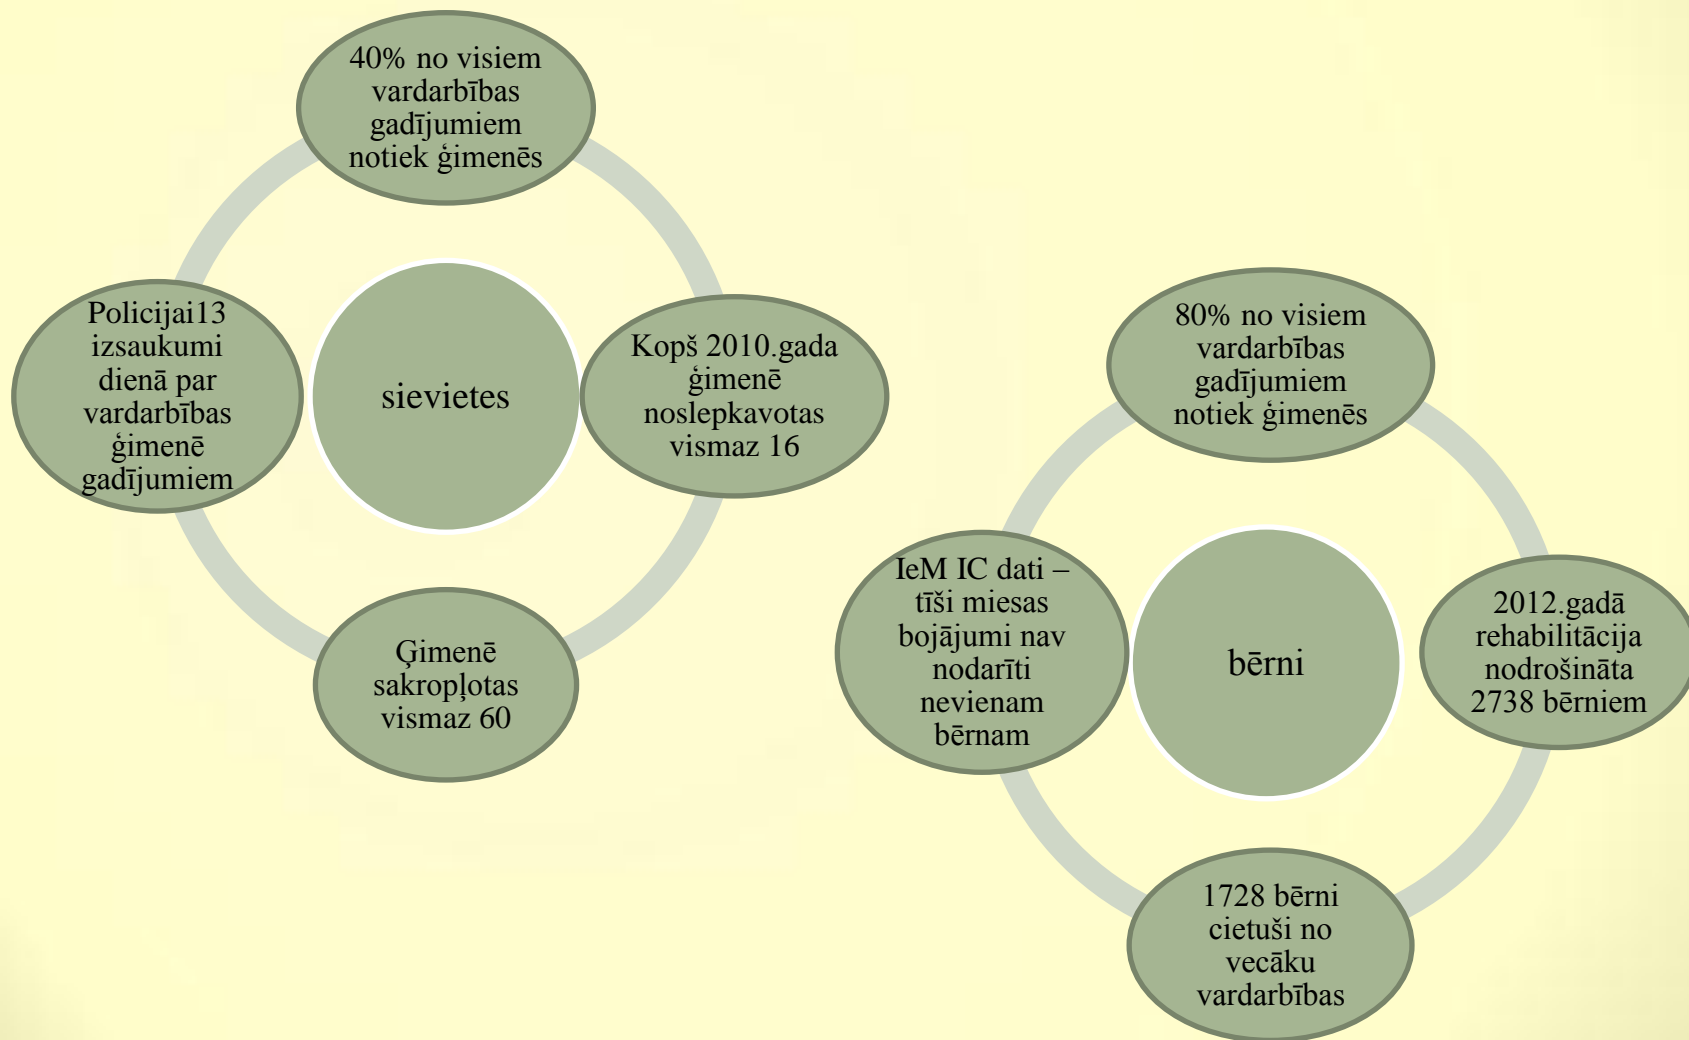 40% no visiem
vardarbības
gadījumiem
notiek ģimenēs
Policijai13
izsaukumi
dienā par
vardarbības
ģimenē
gadījumiem
sievietes
Kopš 2010.gada
ģimenē
noslepkavotas
vismaz 16
Ģimenē
sakropļotas
vismaz 60
80% no visiem
vardarbības
gadījumiem
notiek ģimenēs
IeM IC dati –
tīši miesas
bojājumi nav
nodarīti
nevienam
bērnam
bērni
2012.gadā
rehabilitācija
nodrošināta
2738 bērniem
1728 bērni
cietuši no
vecāku
vardarbības